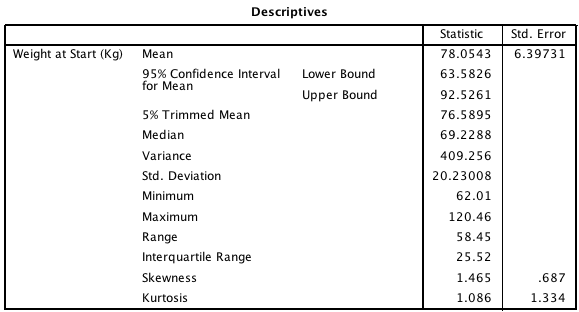 Descriptives
Statistic Std. Error
Weight at Start (Kg) Mean 78.0543 6.39731
95% Confidence Interval for Mean Lower Bound 63.5826
Upper Bound 92.5261
5% Trimmed Mean 76.5895
Median 69.2288
Variance 409.256
Std. Deviation 20.23008
Minimum 62.01
Maximum 120.46
Range 58.45
Interquartile Range 25.52
Skewness 1.465 .687
Kurtosis 1.086 1.334